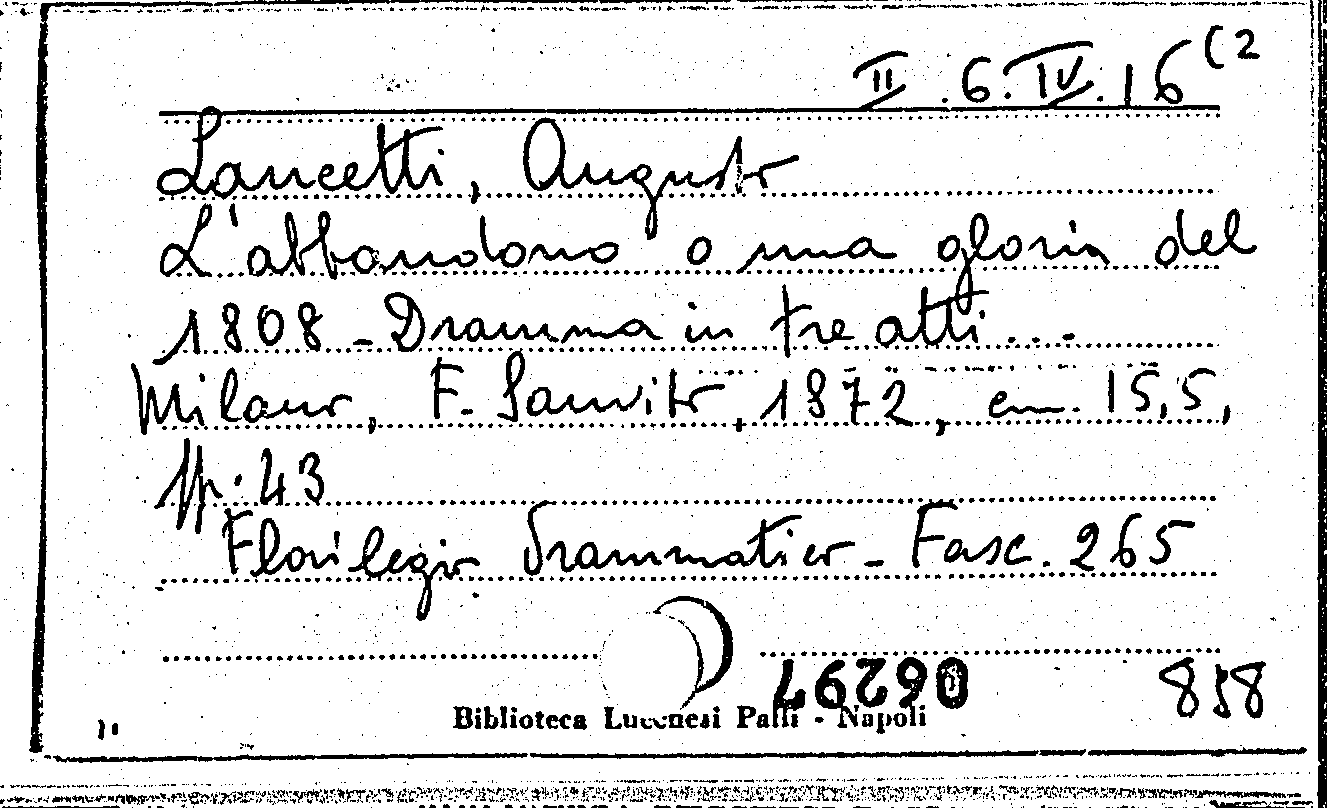 II.6.IV.16(2
Lancetti, Augusto
L'abbandono o una gloria del
1808 - Dramma in tre atti...
Milano, F. Sanvito, 1872, cm. 15,5,
pp. 43
Florilegio drammatico - Fasc. 265
06297
858
Biblioteca Lucchesi Palli - Napoli